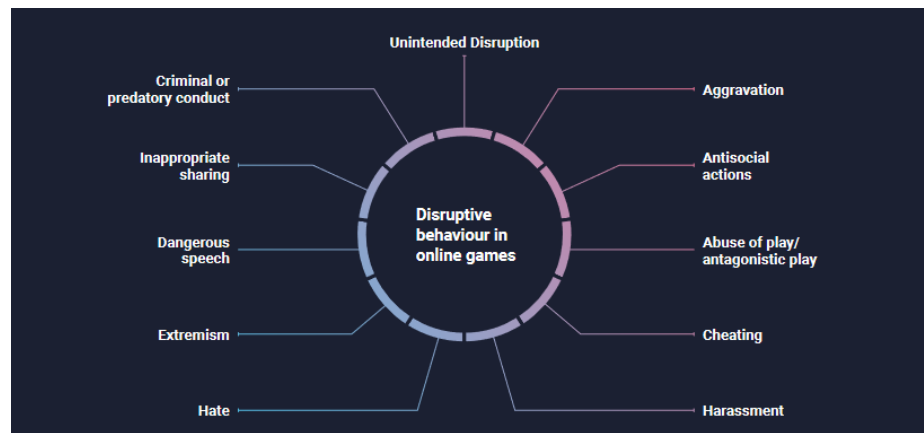 Unintended Disruption
Criminal or
predatory conduct
Aggravation
Inappropriate
sharing
Antisocial
actions
Disruptive
behaviour in
online games
Dangerous
speech
Abuse of play/
antagonistic play
Extremism
Cheating
Hate
Harassment